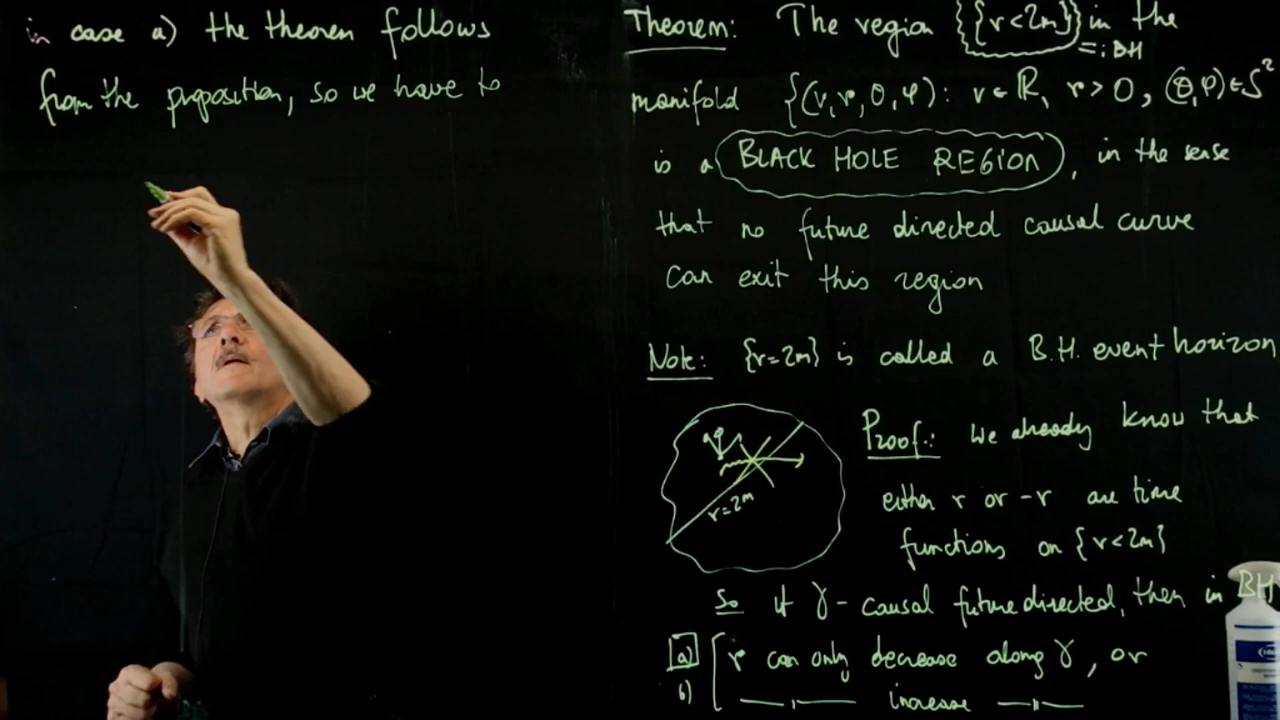 in case a) the theorem follows
from the proposition, so we have to
Theorem: The region {{r<2m}} in the
=: BH
manifold {(v,r,θ,φ): v∈ℝ, r>0, (θ,φ)∈S²
is a BLACK HOLE REGION, in the sense
that no future directed causal curve
can exit this region
Note: {r=2m} is called a B.H. event horizon
r=2m
Proof: We already know that
either r or -r are time
functions on {r<2m}
So if γ - causal future directed, then in BH
a) r can only decrease along γ, or
b) —— " —— increase —— " ——